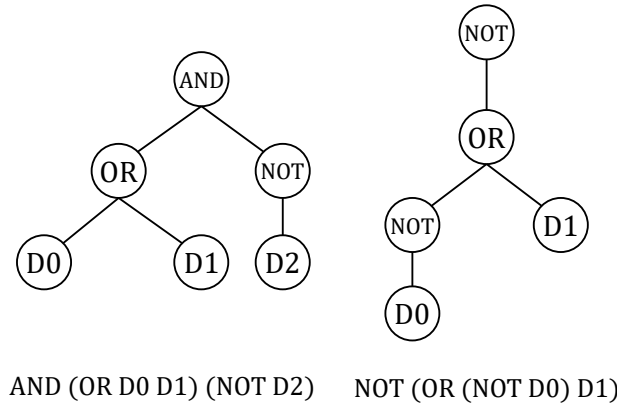 NOT
AND
OR
OR
NOT
NOT
D1
D0
D1
D2
D0
AND (OR D0 D1) (NOT D2)
NOT (OR (NOT D0) D1)